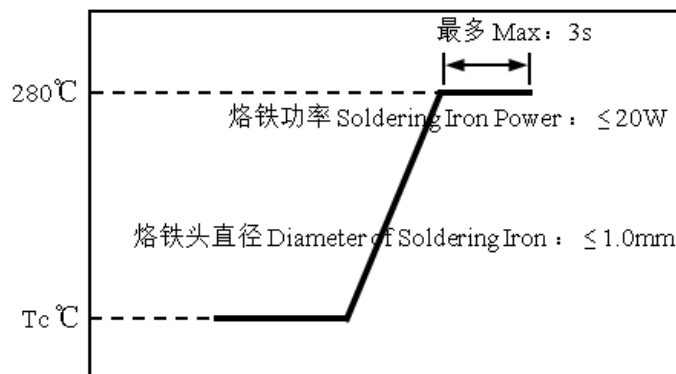 最多 Max：3s
280℃
烙铁功率 Soldering Iron Power：≤20W
烙铁头直径 Diameter of Soldering Iron：≤1.0mm
Tc ℃